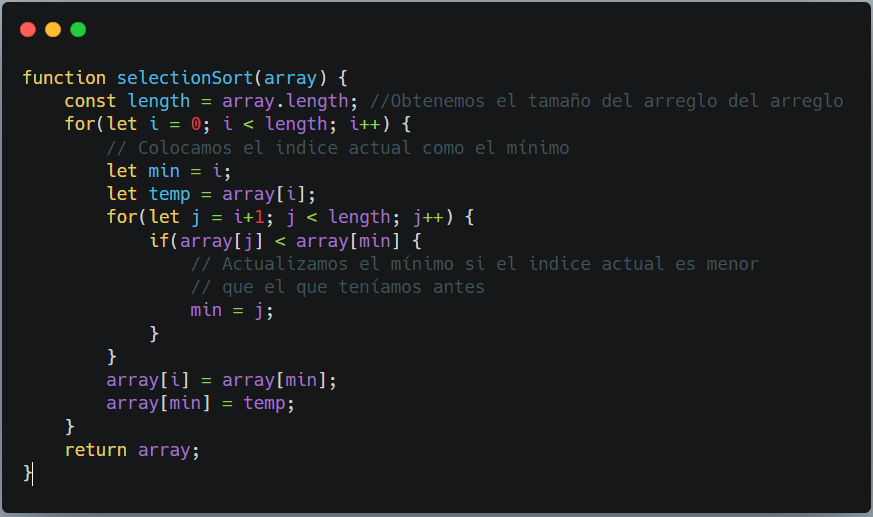 function selectionSort(array) {
    const length = array.length; //Obtenemos el tamaño del arreglo del arreglo
    for(let i = 0; i < length; i++) {
        // Colocamos el indice actual como el mínimo
        let min = i;
        let temp = array[i];
        for(let j = i+1; j < length; j++) {
            if(array[j] < array[min] {
                // Actualizamos el mínimo si el indice actual es menor
                // que el que teníamos antes
                min = j;
            }
        }
        array[i] = array[min];
        array[min] = temp;
    }
    return array;
}